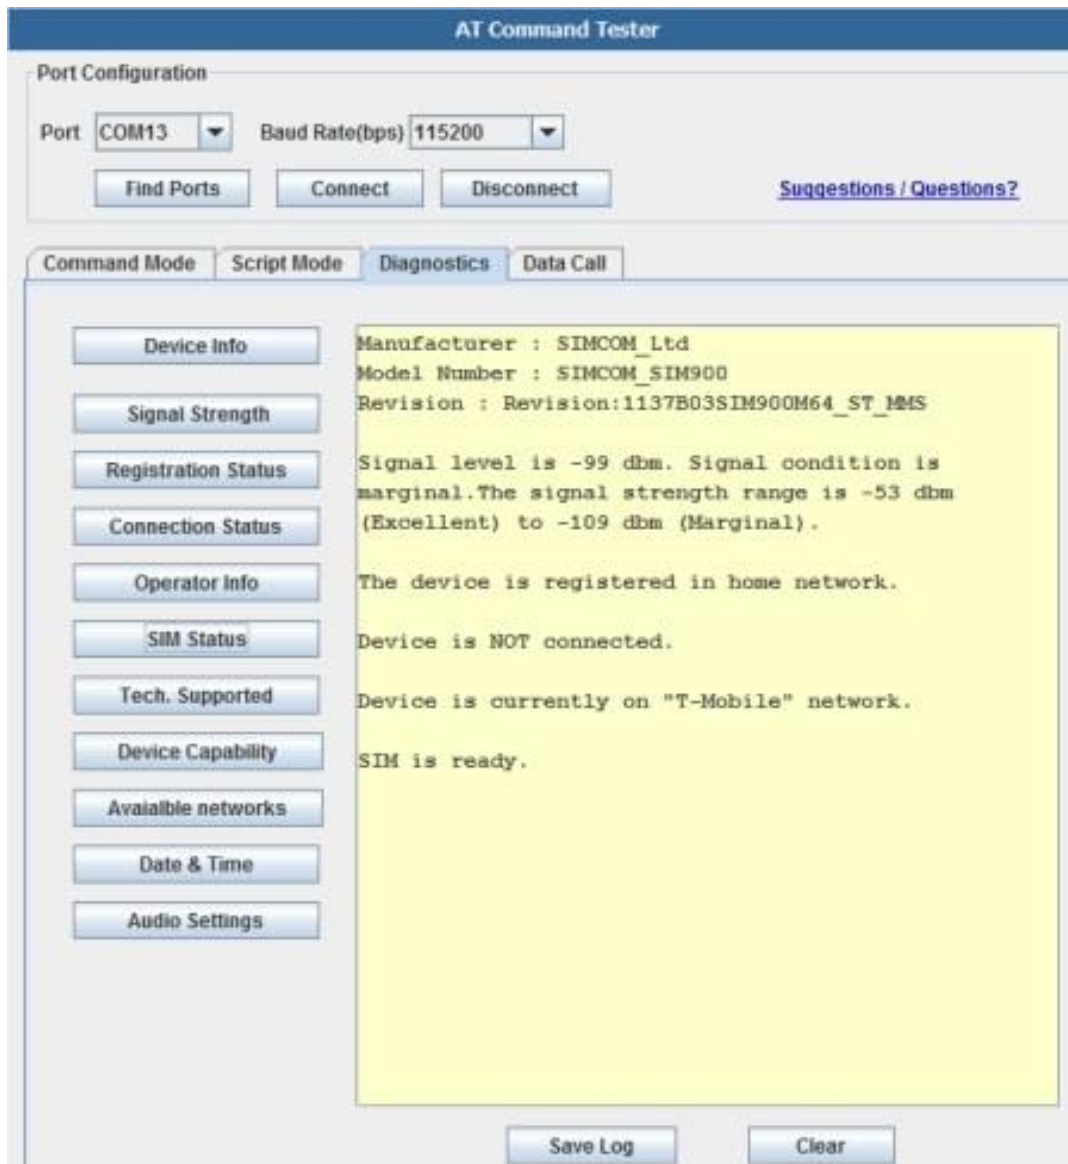 AT Command Tester
Port Configuration
Port COM13 Baud Rate(bps) 115200
Find Ports Connect Disconnect Suggestions / Questions?
Command Mode Script Mode Diagnostics Data Call
Device Info
Signal Strength
Registration Status
Connection Status
Operator Info
SIM Status
Tech. Supported
Device Capability
Avaialble networks
Date & Time
Audio Settings
Manufacturer : SIMCOM_Ltd
Model Number : SIMCOM_SIM900
Revision : Revision:1137B03SIM900M64_ST_MMS
Signal level is -99 dbm. Signal condition is
marginal.The signal strength range is -53 dbm
(Excellent) to -109 dbm (Marginal).
The device is registered in home network.
Device is NOT connected.
Device is currently on "T-Mobile" network.
SIM is ready.
Save Log Clear